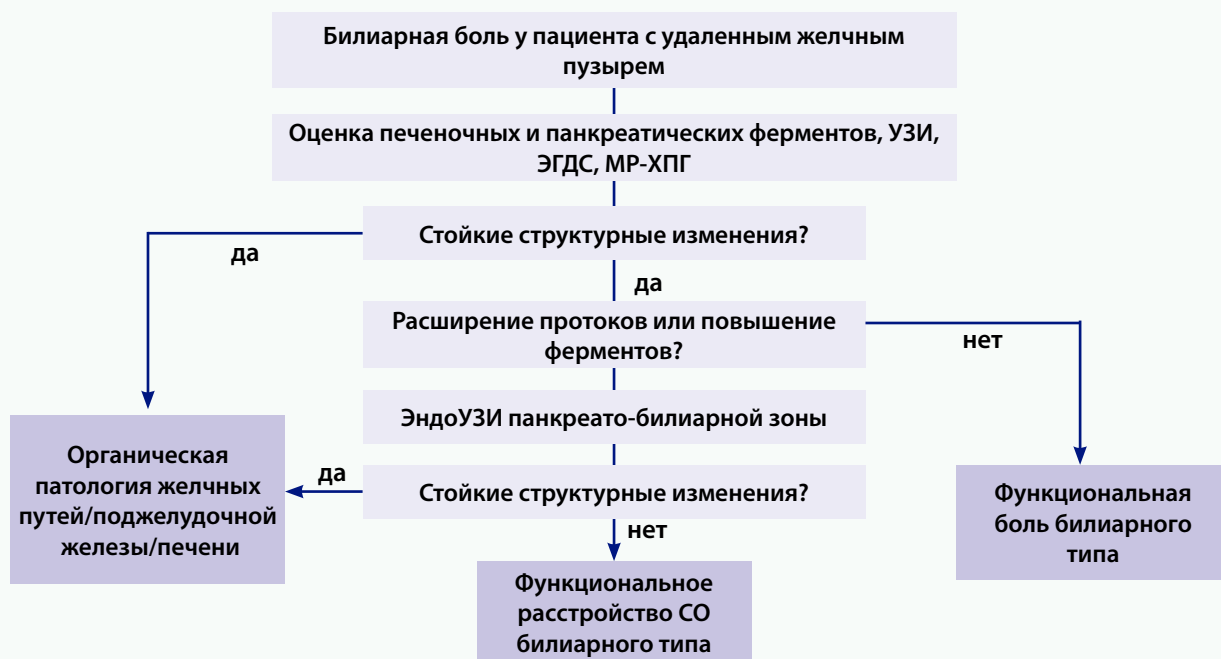 Билиарная боль у пациента с удаленным желчным
пузырем
Оценка печеночных и панкреатических ферментов, УЗИ,
ЭГДС, МР-ХПГ
Стойкие структурные изменения?
да
да
Расширение протоков или повышение
ферментов?
нет
ЭндоУЗИ панкреато-билиарной зоны
Органическая
патология желчных
путей/поджелудочной
железы/печени
да
Стойкие структурные изменения?
нет
Функциональная
боль билиарного
типа
Функциональное
расстройство СО
билиарного типа